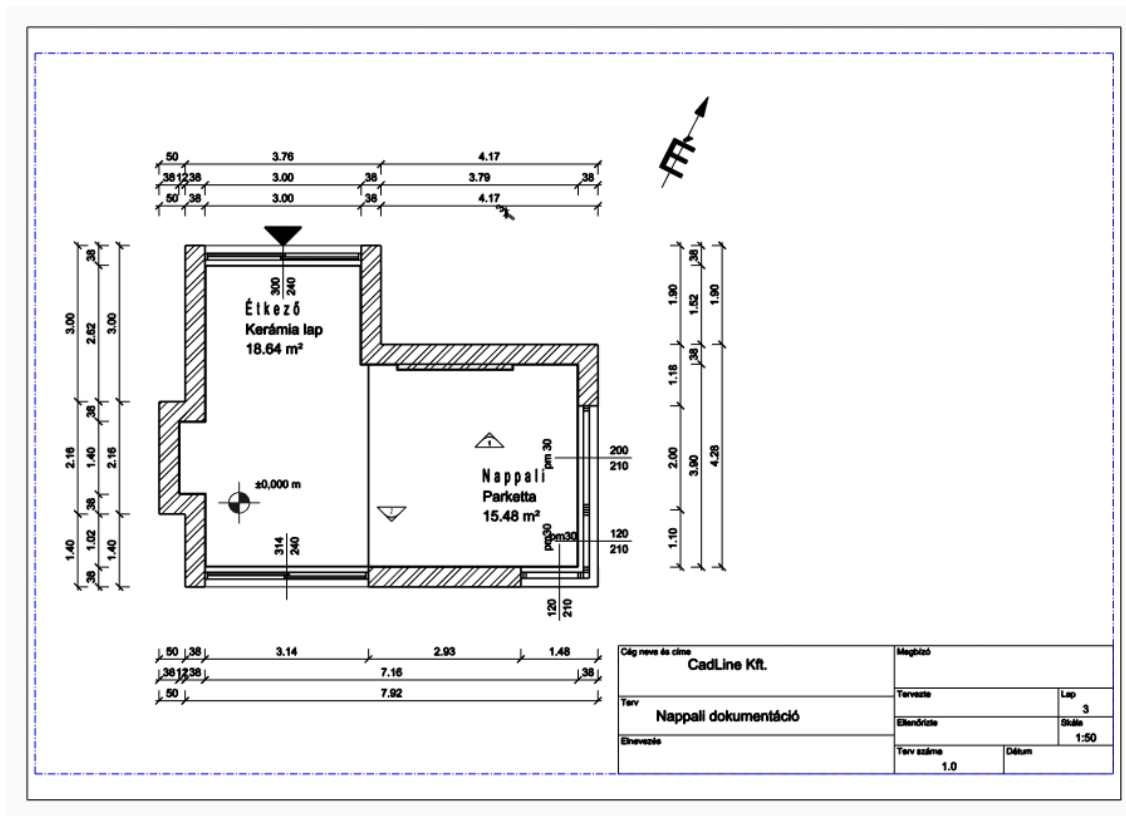 50 3.76 4.17
38 12 38 3.00 38 3.79 38
50 38 3.00 38 4.17
É
3.00 2.16 1.40
38 2.62 38 1.40 38 1.02 38
3.00 2.16 1.40
300
240
Étkező
Kerámia lap
18.64 m²
±0,000 m
314
240
1
2
Nappali
Parketta
15.48 m²
pm 30
200
210
pm30
120
210
pm30
120
210
1.90 1.18 2.00 1.10
38 1.52 38 3.90
1.90 4.28
50 38 3.14 2.93 1.48
38 12 38 7.16 38
50 7.92
Cég neve és címe
CadLine Kft.
Terv
Nappali dokumentáció
Elnevezés
Megbízó
Tervezte
Lap
3
Ellenőrizte
Skála
1:50
Terv száma
1.0
Dátum